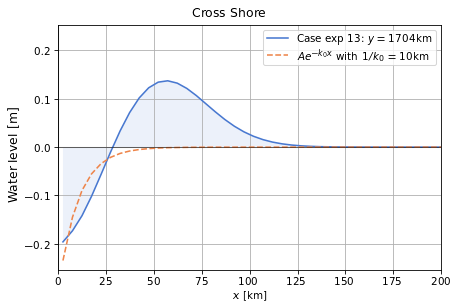 Cross Shore
Case exp 13: y = 1704km
Ae^{-k_0x} with 1/k_0 = 10km
Water level [m]
0.2
0.1
0.0
−0.1
−0.2
0 25 50 75 100 125 150 175 200
x [km]